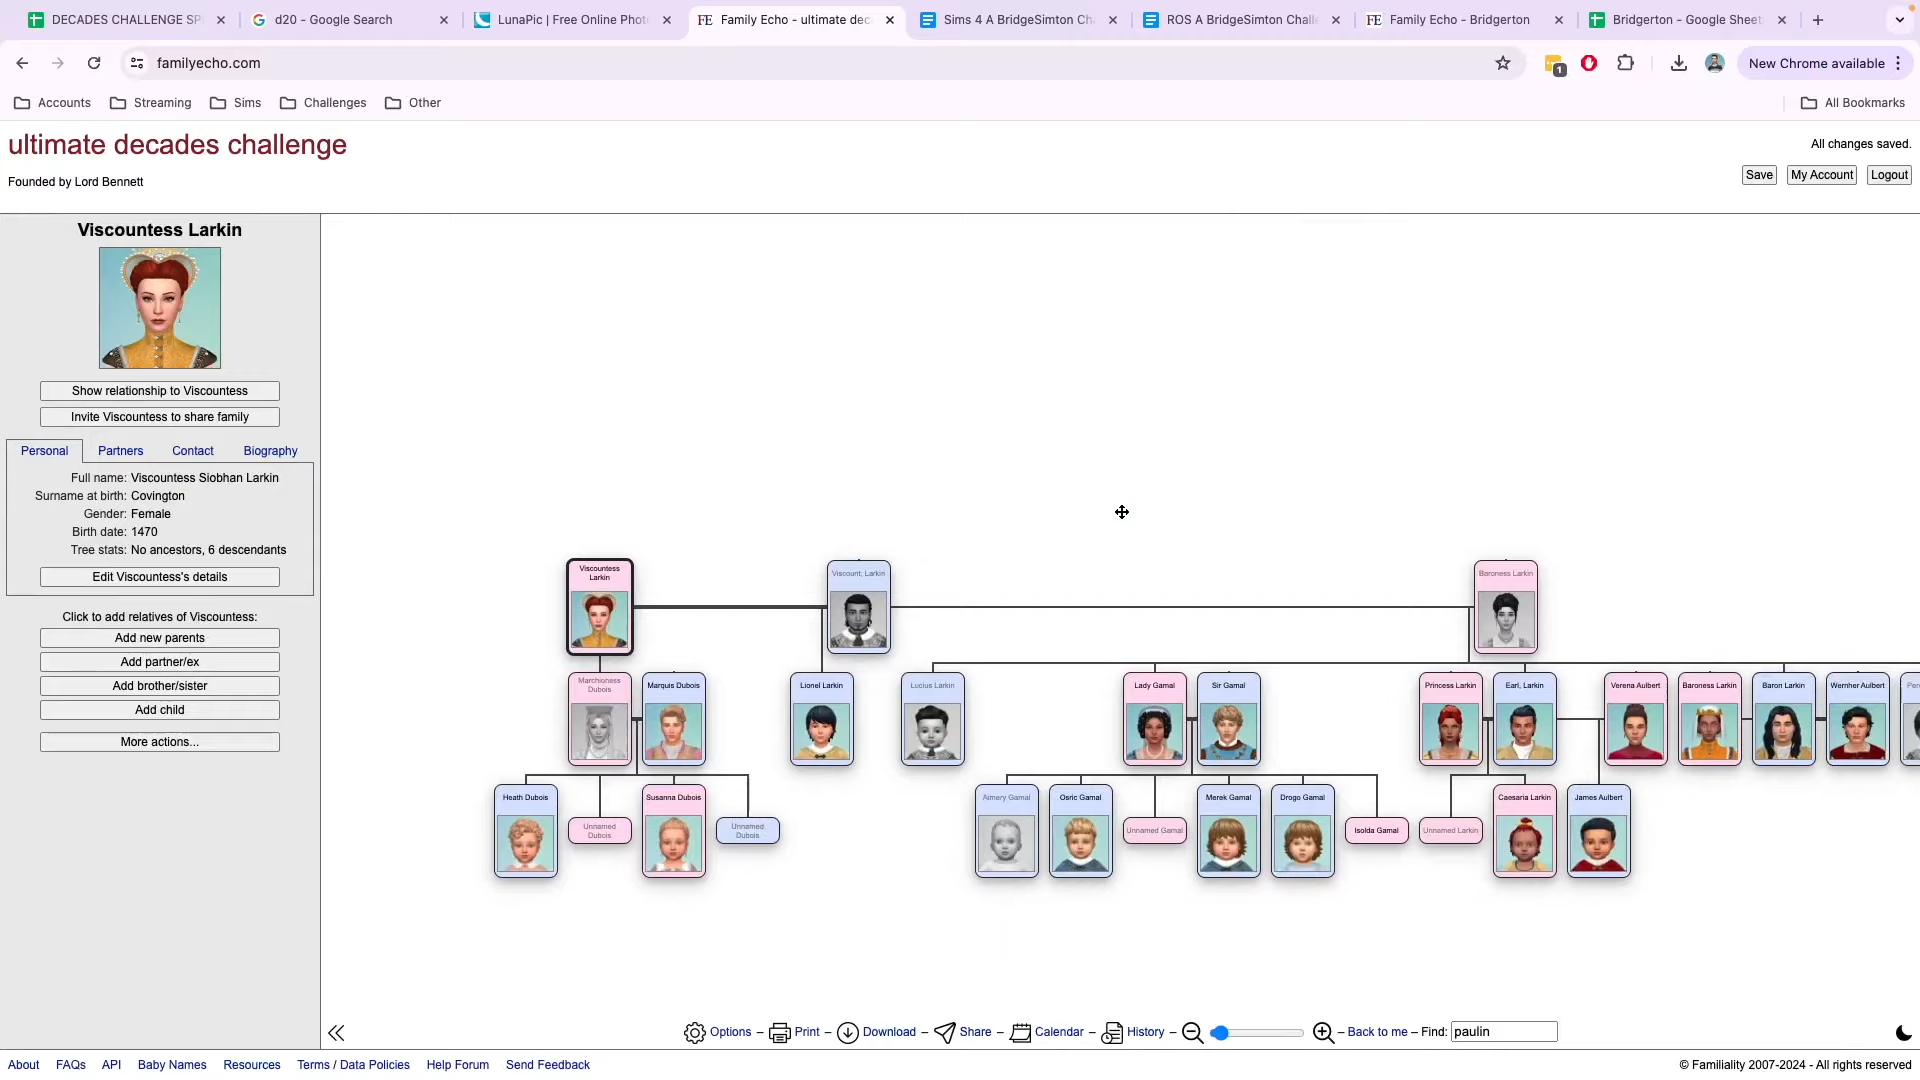 DECADES CHALLENGE SP
d20 - Google Search
LunaPic | Free Online Phot
Family Echo - ultimate dec
Sims 4 A BridgeSimton Ch
ROS A BridgeSimton Chall
Family Echo - Bridgerton
Bridgerton - Google Sheet
familyecho.com
1
New Chrome available
Accounts
Streaming
Sims
Challenges
Other
All Bookmarks
ultimate decades challenge
All changes saved.
Founded by Lord Bennett
Save
My Account
Logout
Viscountess Larkin
Show relationship to Viscountess
Invite Viscountess to share family
Personal
Partners
Contact
Biography
Full name: Viscountess Siobhan Larkin
Surname at birth: Covington
Gender: Female
Birth date: 1470
Tree stats: No ancestors, 6 descendants
Edit Viscountess's details
Click to add relatives of Viscountess:
Add new parents
Add partner/ex
Add brother/sister
Add child
More actions...
Viscountess
Larkin
Viscount, Larkin
Baroness Larkin
Marchioness
Dubois
Marquis Dubois
Lionel Larkin
Lucius Larkin
Lady Gamal
Sir Gamal
Princess Larkin
Earl, Larkin
Verena Aulbert
Baroness Larkin
Baron Larkin
Wernher Aulbert
Heath Dubois
Unnamed
Dubois
Susanna Dubois
Unnamed
Dubois
Aimery Gamal
Osric Gamal
Unnamed Gamal
Merek Gamal
Drogo Gamal
Isolda Gamal
Unnamed Larkin
Caesaria Larkin
James Aulbert
Options – Print – Download – Share – Calendar – History – – Back to me – Find: paulin
About
FAQs
API
Baby Names
Resources
Terms / Data Policies
Help Forum
Send Feedback
© Familiality 2007-2024 - All rights reserved